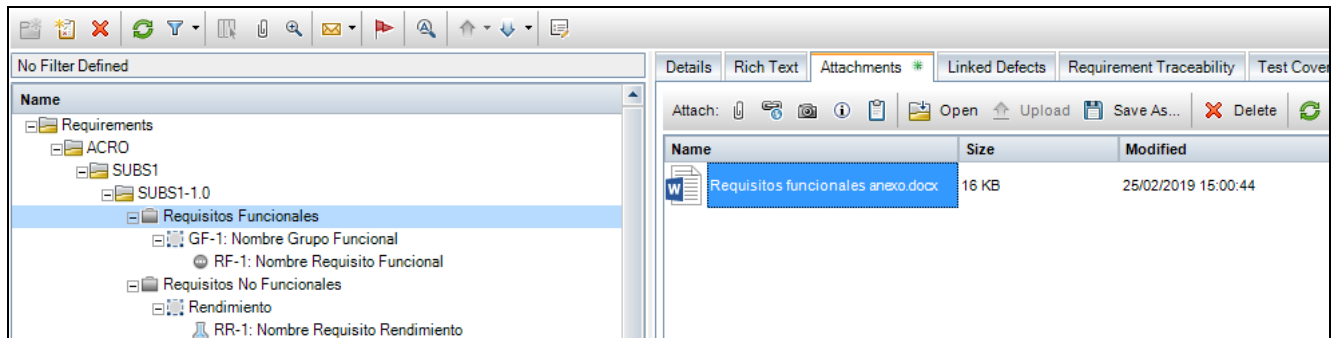 No Filter Defined
Name
Requirements
ACRO
SUBS1
SUBS1-1.0
Requisitos Funcionales
GF-1: Nombre Grupo Funcional
RF-1: Nombre Requisito Funcional
Requisitos No Funcionales
Rendimiento
RR-1: Nombre Requisito Rendimiento
Details Rich Text Attachments * Linked Defects Requirement Traceability Test Cover
Attach: Open Upload Save As... Delete
Name Size Modified
Requisitos funcionales anexo.docx 16 KB 25/02/2019 15:00:44